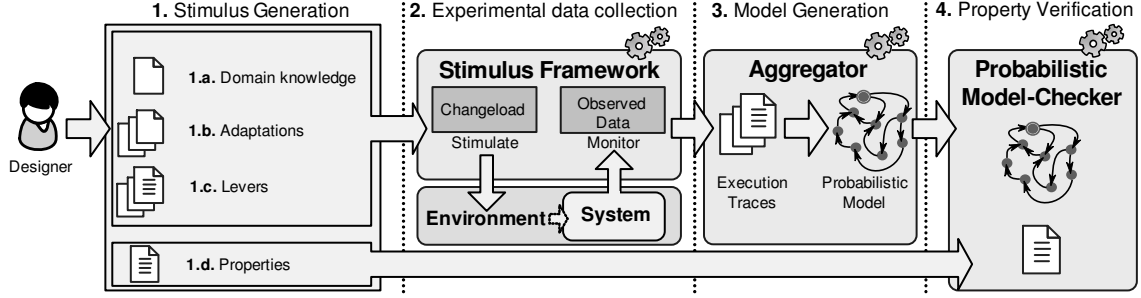 1. Stimulus Generation
2. Experimental data collection
3. Model Generation
4. Property Verification
Designer
1.a. Domain knowledge
1.b. Adaptations
1.c. Levers
1.d. Properties
Stimulus Framework
Changeload
Stimulate
Observed
Data
Monitor
Environment
System
Aggregator
Execution
Traces
Probabilistic
Model
Probabilistic
Model-Checker